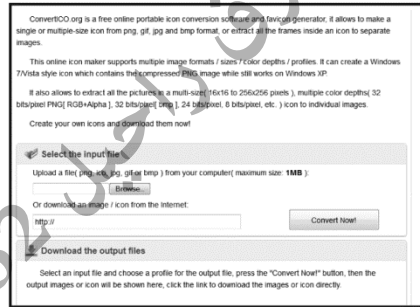 ConvertICO.org is a free online portable icon conversion software and favicon generator, it allows to make a
single or multiple-size icon from png, gif, jpg and bmp format, or extract all the frames inside an icon to separate
images.
This online icon maker supports multiple image formats / sizes / color depths / profiles. It can create a Windows
7/Vista style icon which contains the compressed PNG image while still works on Windows XP
It also allows to extract all the pictures in a multi-size( 16x16 to 256x256 pixels ), multiple color depths( 32
bits/pixel PNG[ RGB+Alpha ], 32 bits/pixel[ bmp ], 24 bits/pixel, 8 bits/pixel, etc. ) icon to individual images.
Create your own icons and download them now!
Select the input file
Upload a file( png, ico, jpg, gif or bmp ) from your computer( maximum size: 1MB ):
Browse..
Or download an image / icon from the Internet:
http://
Convert Now!
Download the output files
Select an input file and choose a profile for the output file, press the "Convert Now!" button, then the
output images or icon will be shown here, click the link to download the images or icon directly.